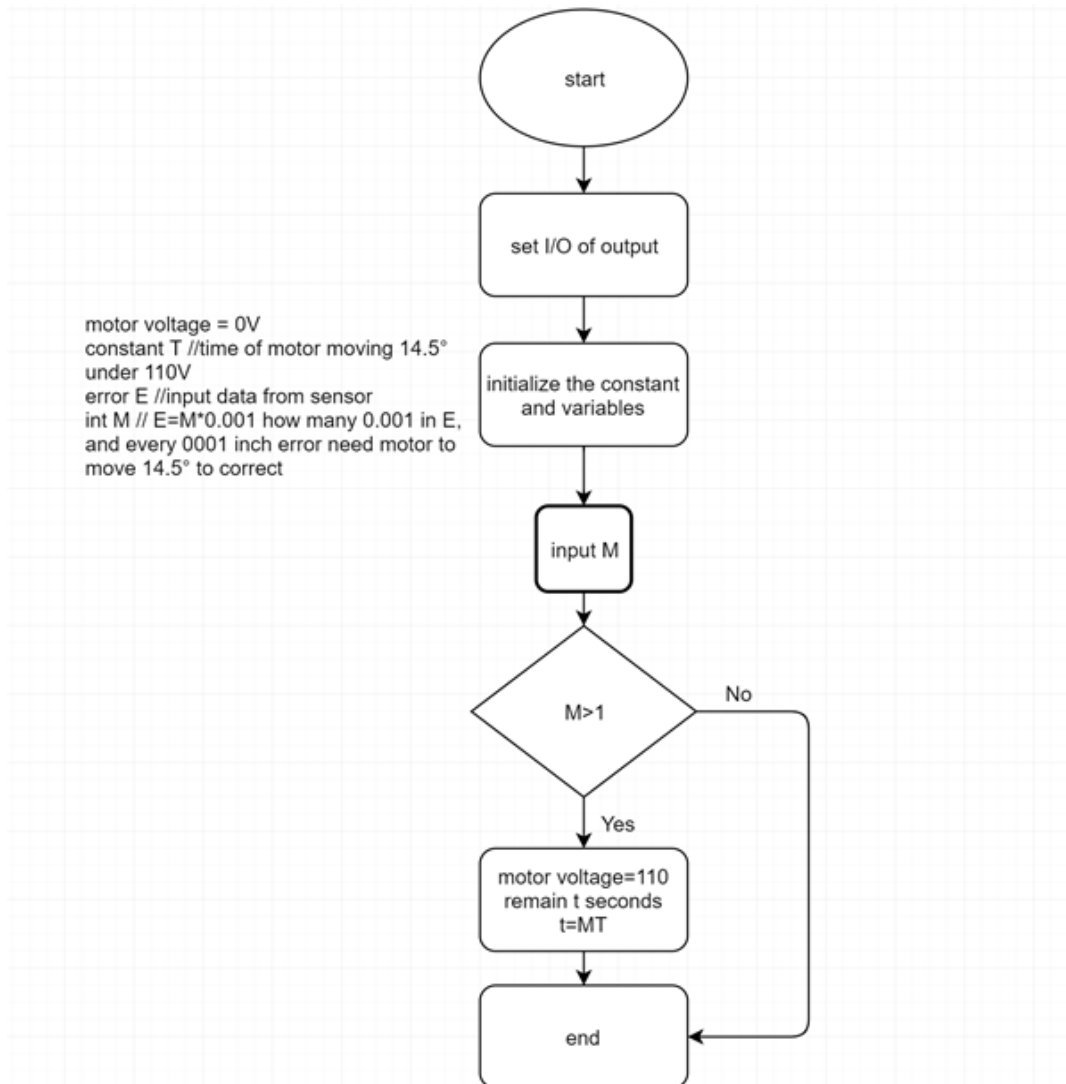 start
set I/O of output
motor voltage = 0V
constant T //time of motor moving 14.5°
under 110V
error E //input data from sensor
int M // E=M*0.001 how many 0.001 in E,
and every 0001 inch error need motor to
move 14.5° to correct
initialize the constant
and variables
input M
M>1
No
Yes
motor voltage=110
remain t seconds
t=MT
end